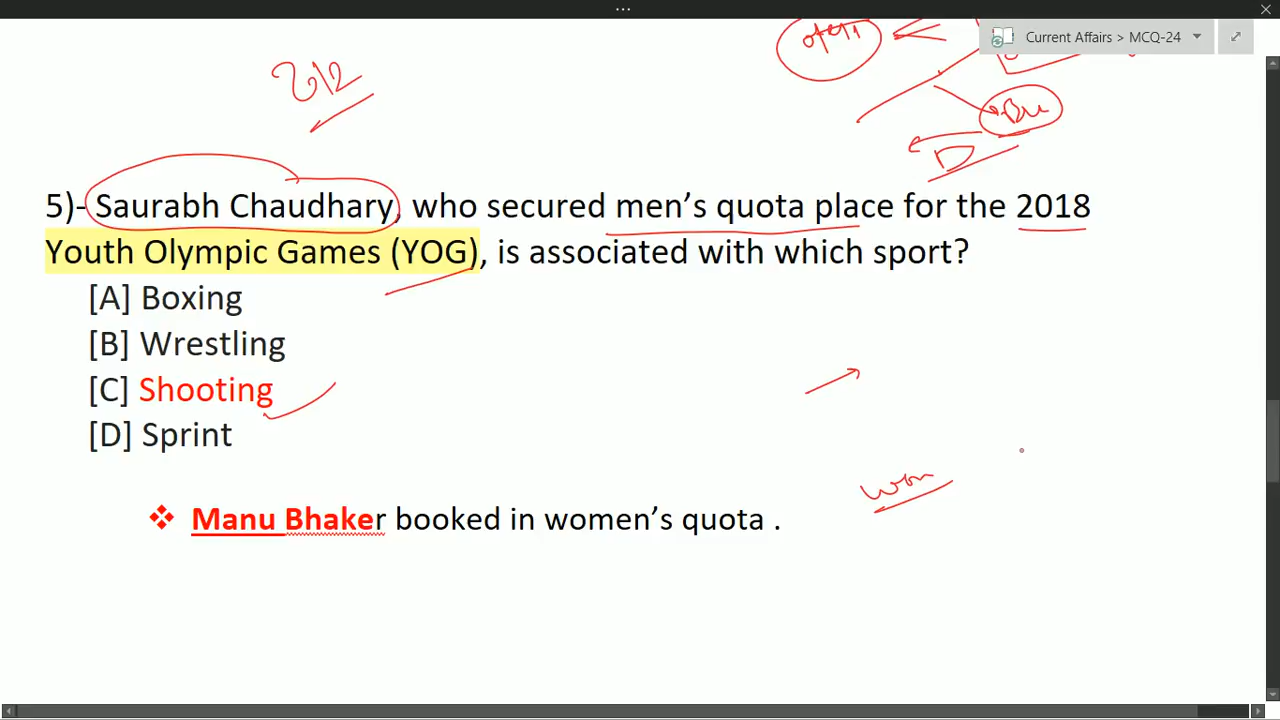 Current Affairs > MCQ-24
5)- Saurabh Chaudhary, who secured men’s quota place for the 2018
Youth Olympic Games (YOG), is associated with which sport?
[A] Boxing
[B] Wrestling
[C] Shooting
[D] Sprint
won
❖ Manu Bhaker booked in women’s quota .